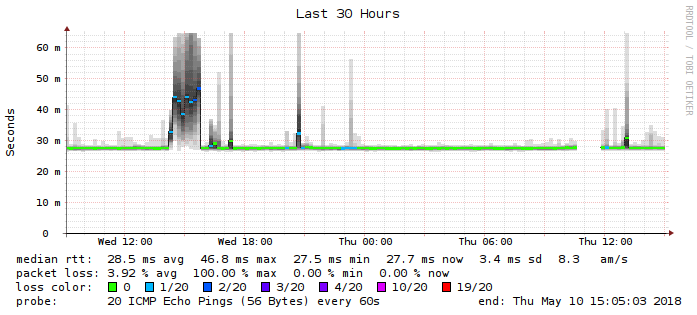 Last 30 Hours
RRDTOOL / TOBI OETIKER
Seconds
60 m
50 m
40 m
30 m
20 m
10 m
0
Wed 12:00 Wed 18:00 Thu 00:00 Thu 06:00 Thu 12:00
median rtt: 28.5 ms avg 46.8 ms max 27.5 ms min 27.7 ms now 3.4 ms sd 8.3 am/s
packet loss: 3.92 % avg 100.00 % max 0.00 % min 0.00 % now
loss color: 0 1/20 2/20 3/20 4/20 10/20 19/20
probe: 20 ICMP Echo Pings (56 Bytes) every 60s end: Thu May 10 15:05:03 2018